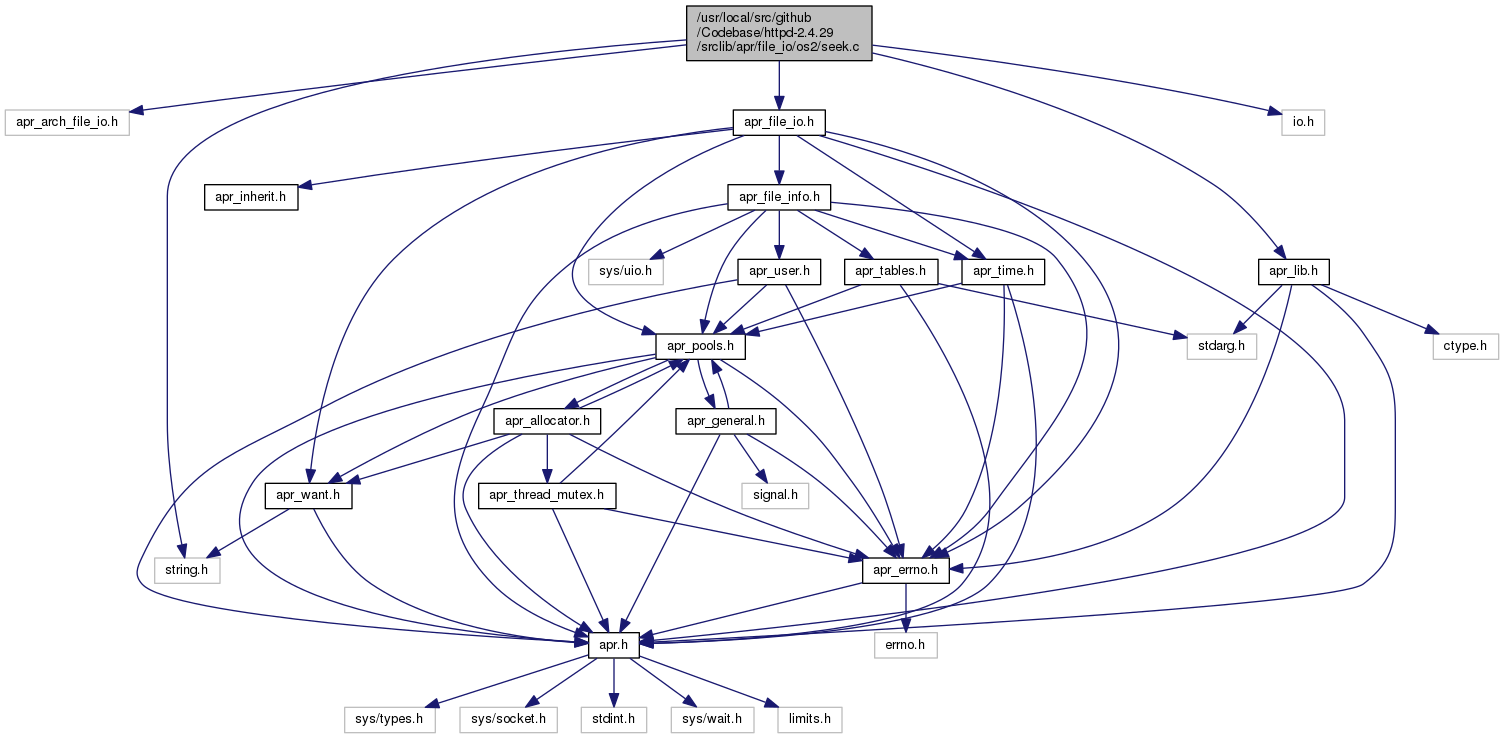 /usr/local/src/github
/Codebase/httpd-2.4.29
/srclib/apr/file_io/os2/seek.c
apr_arch_file_io.h
apr_file_io.h
io.h
apr_inherit.h
apr_file_info.h
sys/uio.h
apr_user.h
apr_tables.h
apr_time.h
apr_lib.h
apr_pools.h
stdarg.h
ctype.h
apr_allocator.h
apr_general.h
apr_want.h
apr_thread_mutex.h
signal.h
string.h
apr_errno.h
apr.h
errno.h
sys/types.h
sys/socket.h
stdint.h
sys/wait.h
limits.h